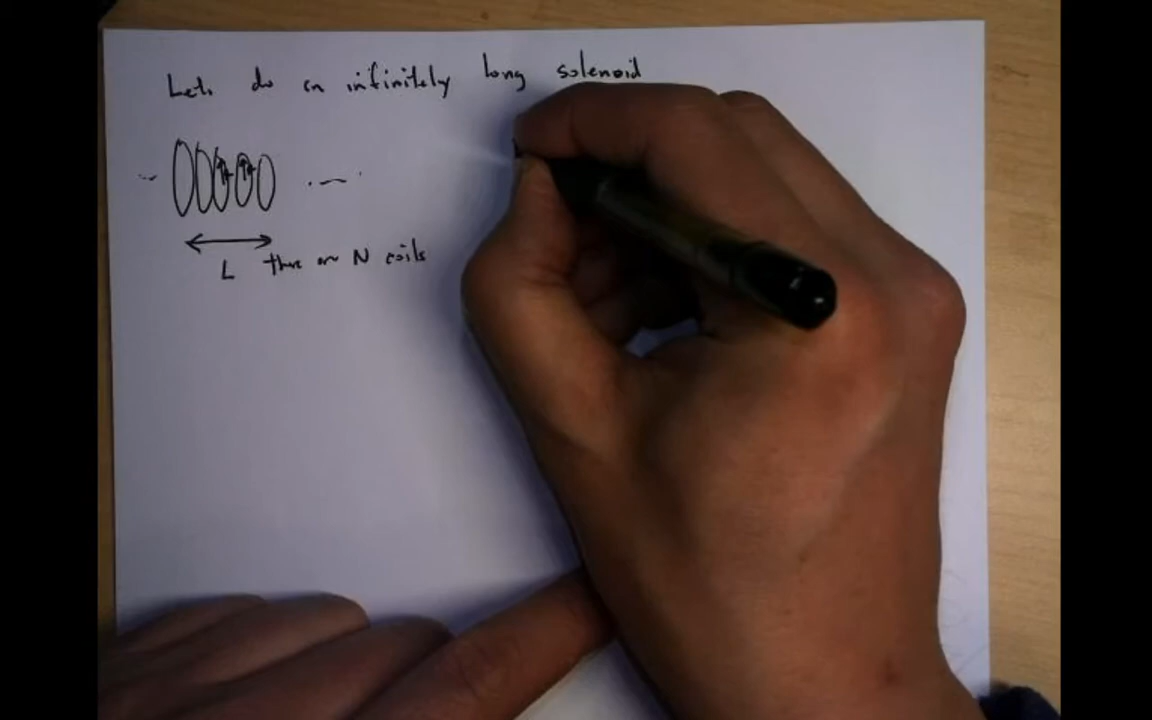 Lets do an infinitely long solenoid
L there are N coils